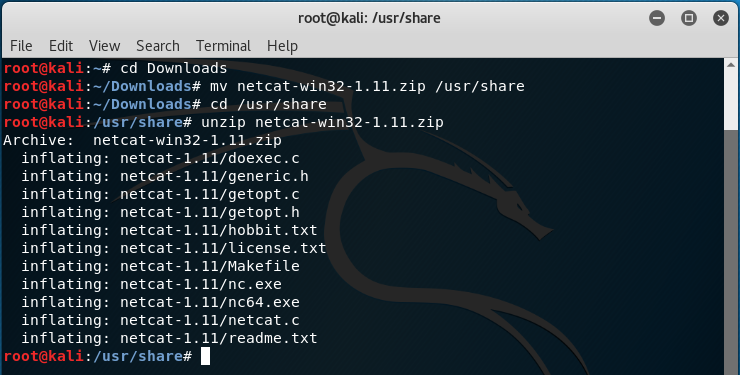 root@kali: /usr/share
File Edit View Search Terminal Help
root@kali:~# cd Downloads
root@kali:~/Downloads# mv netcat-win32-1.11.zip /usr/share
root@kali:~/Downloads# cd /usr/share
root@kali:/usr/share# unzip netcat-win32-1.11.zip
Archive:  netcat-win32-1.11.zip
  inflating: netcat-1.11/doexec.c
  inflating: netcat-1.11/generic.h
  inflating: netcat-1.11/getopt.c
  inflating: netcat-1.11/getopt.h
  inflating: netcat-1.11/hobbit.txt
  inflating: netcat-1.11/license.txt
  inflating: netcat-1.11/Makefile
  inflating: netcat-1.11/nc.exe
  inflating: netcat-1.11/nc64.exe
  inflating: netcat-1.11/netcat.c
  inflating: netcat-1.11/readme.txt
root@kali:/usr/share#